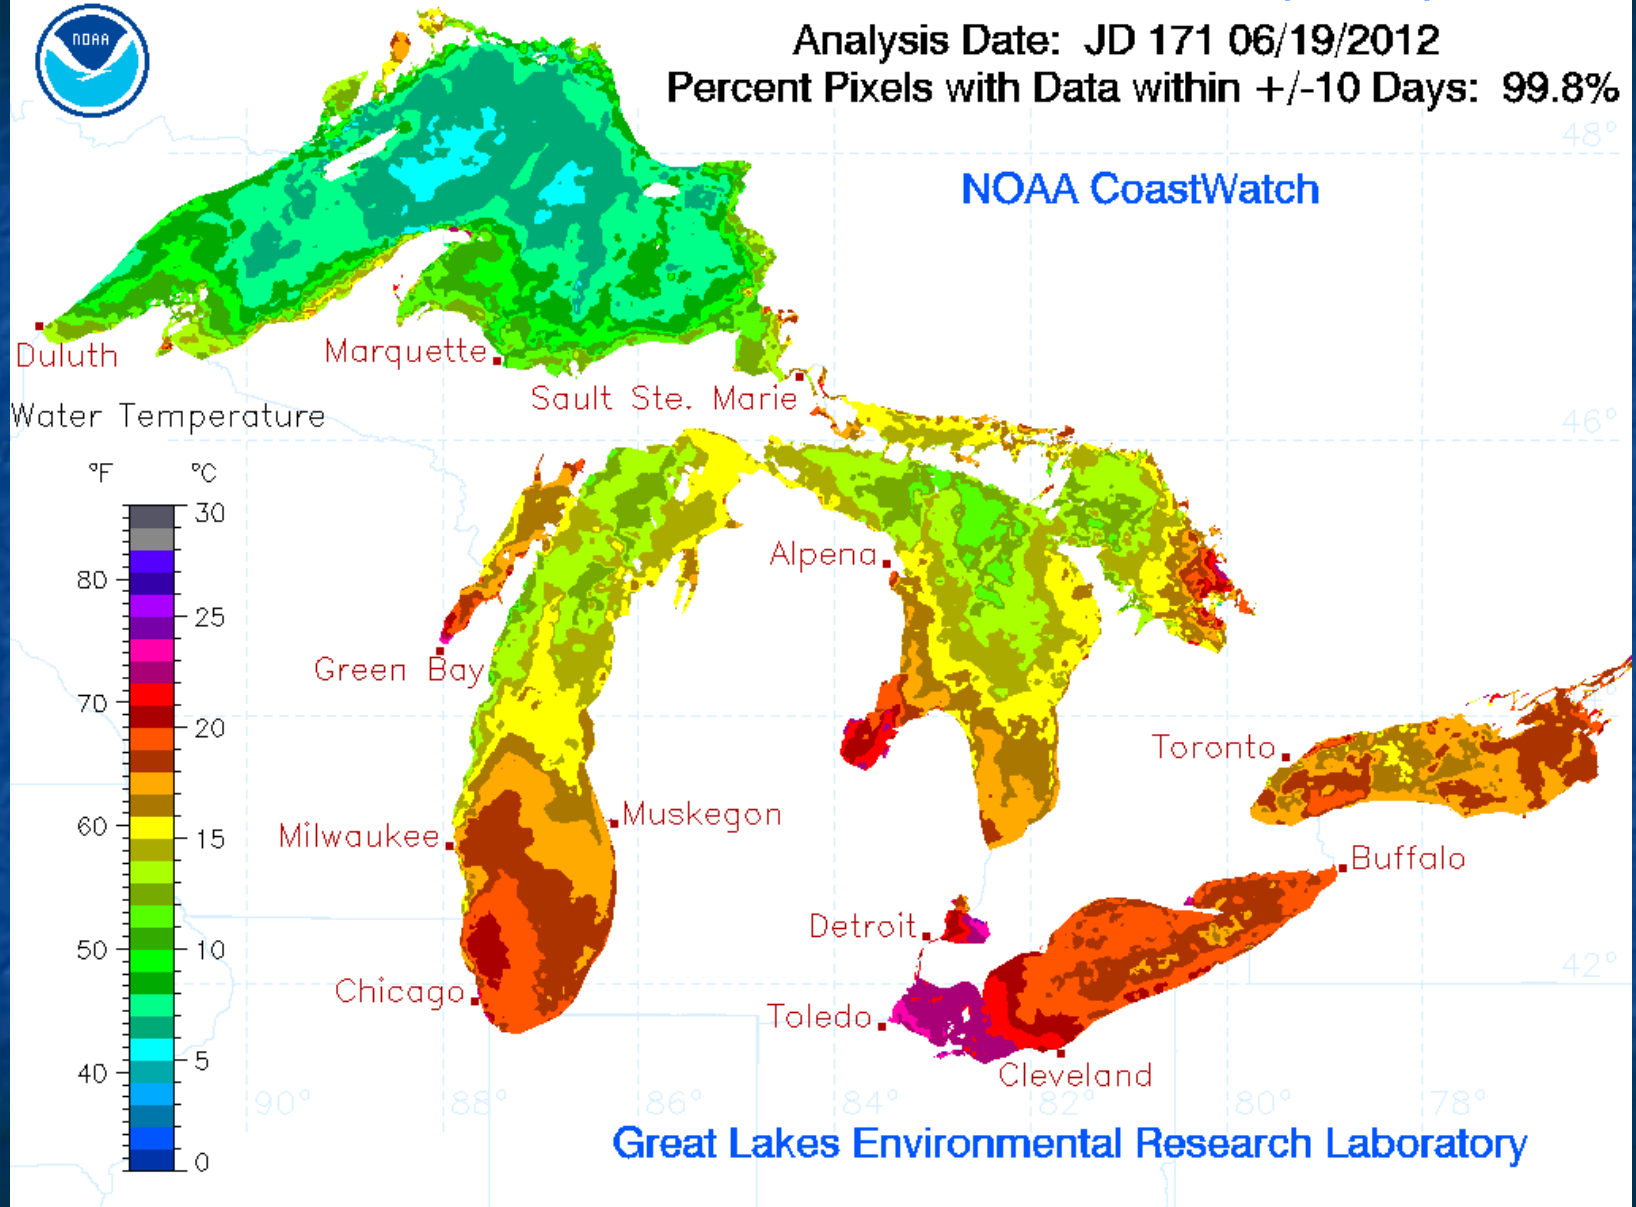 NOAA
Analysis Date: JD 171 06/19/2012
Percent Pixels with Data within +/-10 Days: 99.8%
48°
NOAA CoastWatch
Duluth
Marquette
Sault Ste. Marie
Water Temperature
46°
°F °C
30
Alpena
80
25
Green Bay
70
20
Toronto
Muskegon
60
15
Milwaukee
Buffalo
Detroit
50
10
42°
Chicago
Toledo
40
5
Cleveland
90° 88° 86° 84° 82° 80° 78°
0
Great Lakes Environmental Research Laboratory